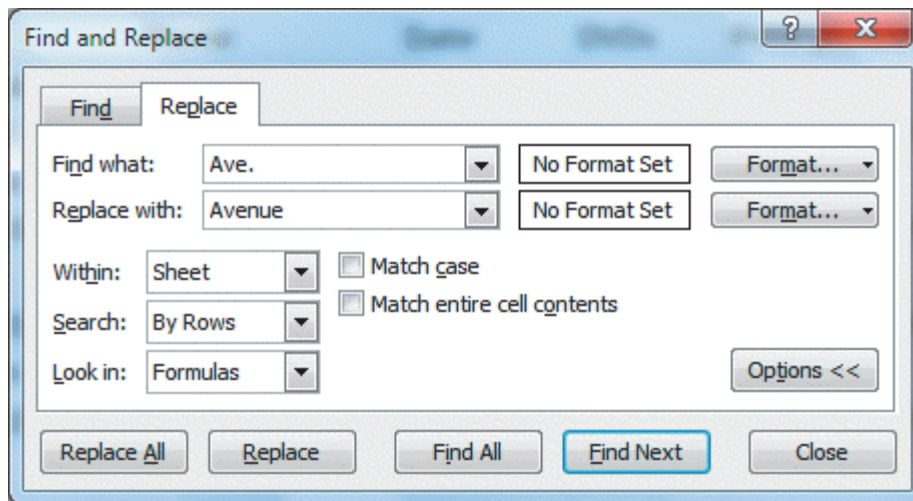 Find and Replace
Find Replace
Find what: Ave. No Format Set Format...
Replace with: Avenue No Format Set Format...
Within: Sheet Match case
Search: By Rows Match entire cell contents
Look in: Formulas Options <<
Replace All Replace Find All Find Next Close